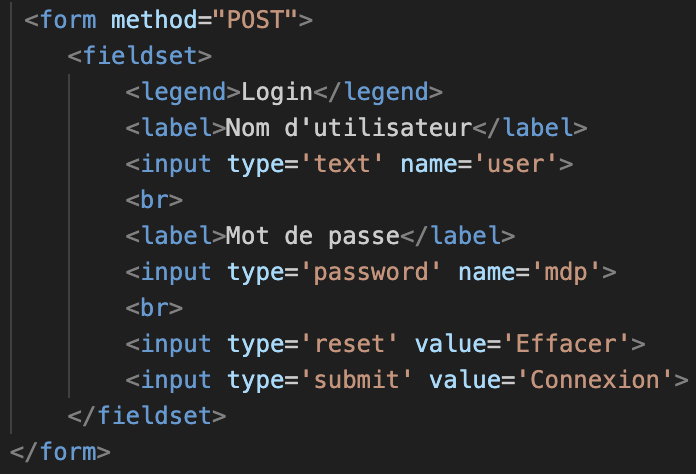 <form method="POST">
<fieldset>
<legend>Login</legend>
<label>Nom d'utilisateur</label>
<input type='text' name='user'>
<br>
<label>Mot de passe</label>
<input type='password' name='mdp'>
<br>
<input type='reset' value='Effacer'>
<input type='submit' value='Connexion'>
</fieldset>
</form>